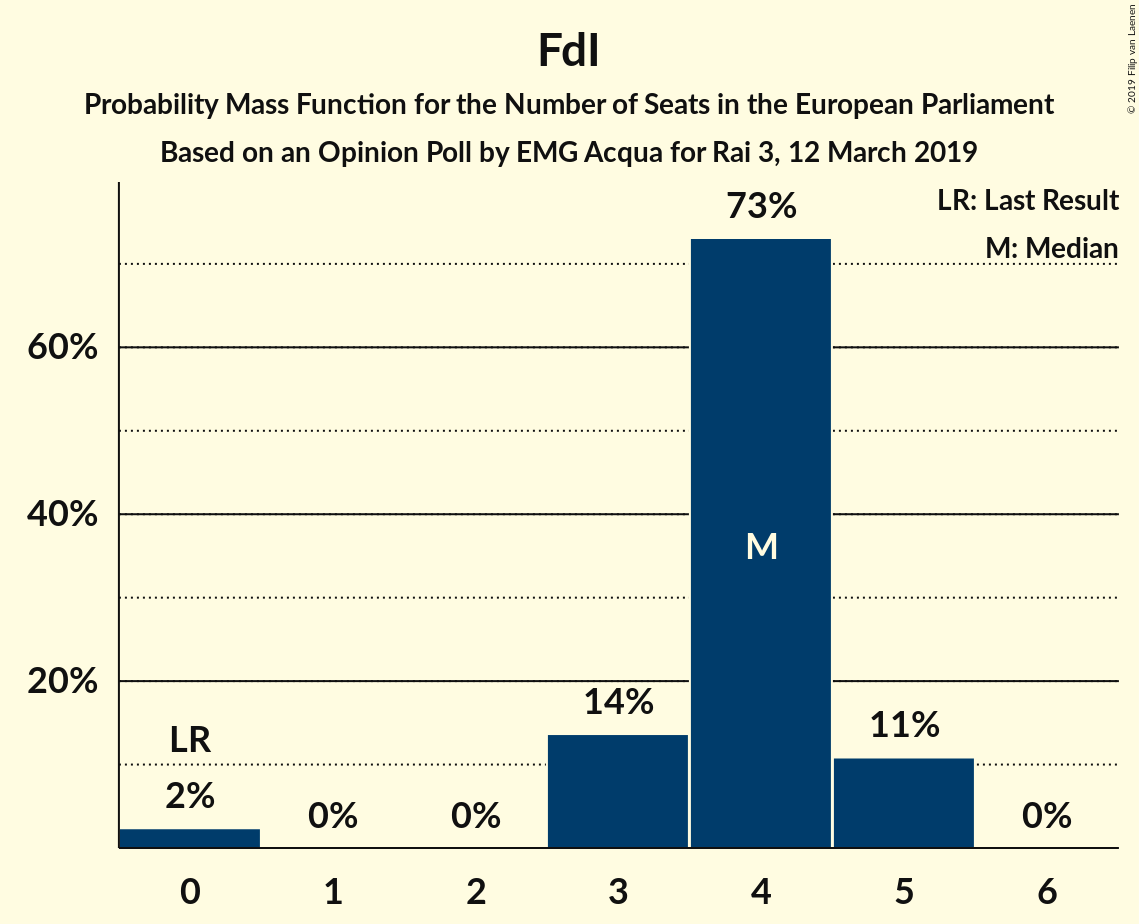 FdI
Probability Mass Function for the Number of Seats in the European Parliament
Based on an Opinion Poll by EMG Acqua for Rai 3, 12 March 2019
© 2019 Filip van Laenen
LR: Last Result
M: Median
73%
60%
40%
M
20%
14%
11%
LR
2%
0%
0%
0%
0 1 2 3 4 5 6